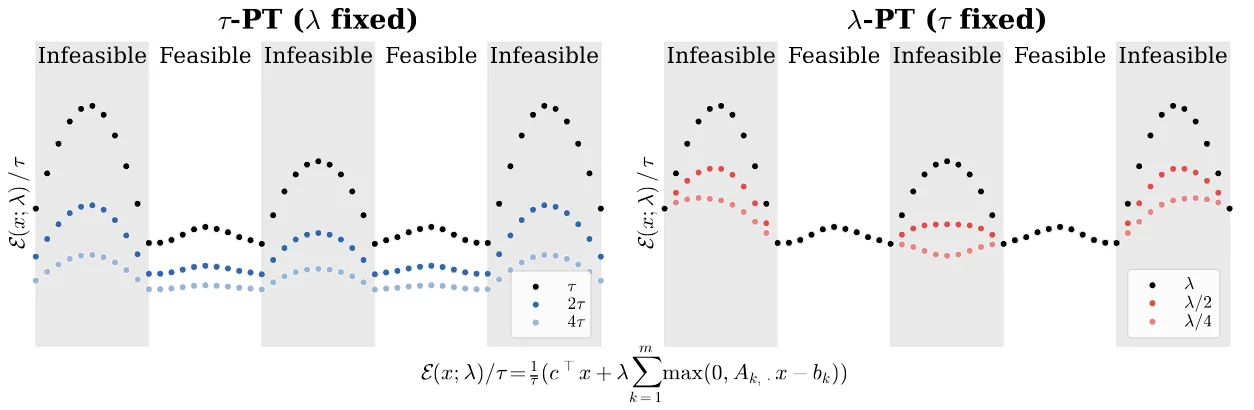 τ-PT (λ fixed)
Infeasible Feasible Infeasible Feasible Infeasible
ℰ(x; λ) / τ
τ
2τ
4τ
λ-PT (τ fixed)
Infeasible Feasible Infeasible Feasible Infeasible
ℰ(x; λ) / τ
λ
λ/2
λ/4
ℰ(x; λ)/τ = 1/τ (c⊤x + λ ∑_{k=1}^{m} max(0, A_{k,·}x − b_k))